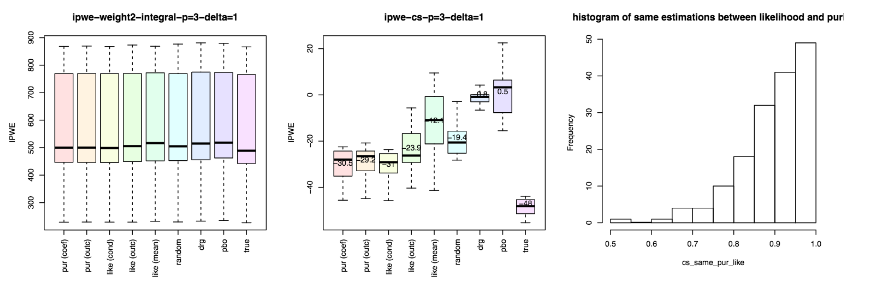 ipwe-weight2-integral-p=3-delta=1
IPWE
900
800
700
600
500
400
300
pur (coef)
pur (outc)
like (cond)
like (outc)
like (mean)
random
drg
pbo
true
ipwe-cs-p=3-delta=1
IPWE
20
0
-20
-40
-30.5
-29.2
-31
-23.9
-12.1
-19.4
-0.8
0.5
-48
pur (coef)
pur (outc)
like (cond)
like (outc)
like (mean)
random
drg
pbo
true
histogram of same estimations between likelihood and puri
Frequency
50
40
30
20
10
0
0.5 0.6 0.7 0.8 0.9 1.0
cs_same_pur_like